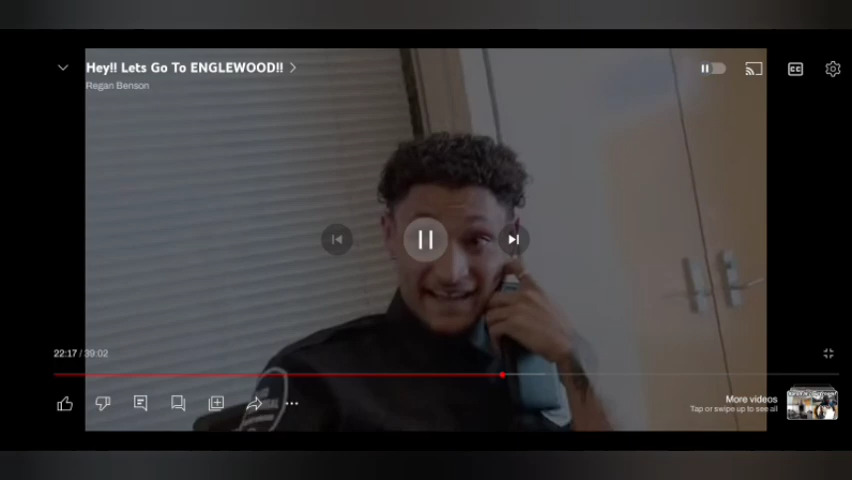 Hey!! Lets Go To ENGLEWOOD!!
Regan Benson
CC
22:17 / 39:02
More videos
Tap or swipe up to see all